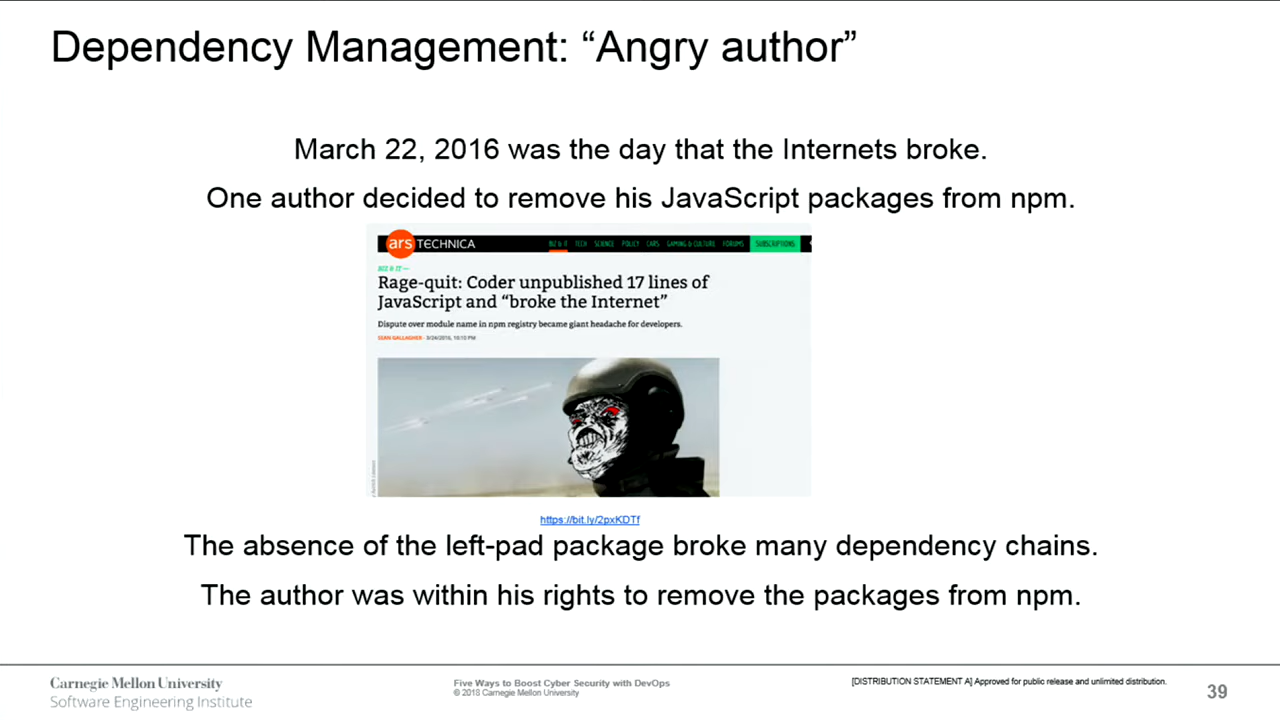 Dependency Management: “Angry author”
March 22, 2016 was the day that the Internets broke.
One author decided to remove his JavaScript packages from npm.
ars TECHNICA
BIZ & IT TECH SCIENCE POLICY CARS GAMING & CULTURE FORUMS SUBSCRIPTIONS
BIZ & IT —
Rage-quit: Coder unpublished 17 lines of
JavaScript and “broke the Internet”
Dispute over module name in npm registry became giant headache for developers.
SEAN GALLAGHER - 3/24/2016, 10:10 PM
https://bit.ly/2pxKDTf
The absence of the left-pad package broke many dependency chains.
The author was within his rights to remove the packages from npm.
Carnegie Mellon University
Software Engineering Institute
Five Ways to Boost Cyber Security with DevOps
© 2018 Carnegie Mellon University
[DISTRIBUTION STATEMENT A] Approved for public release and unlimited distribution.
39